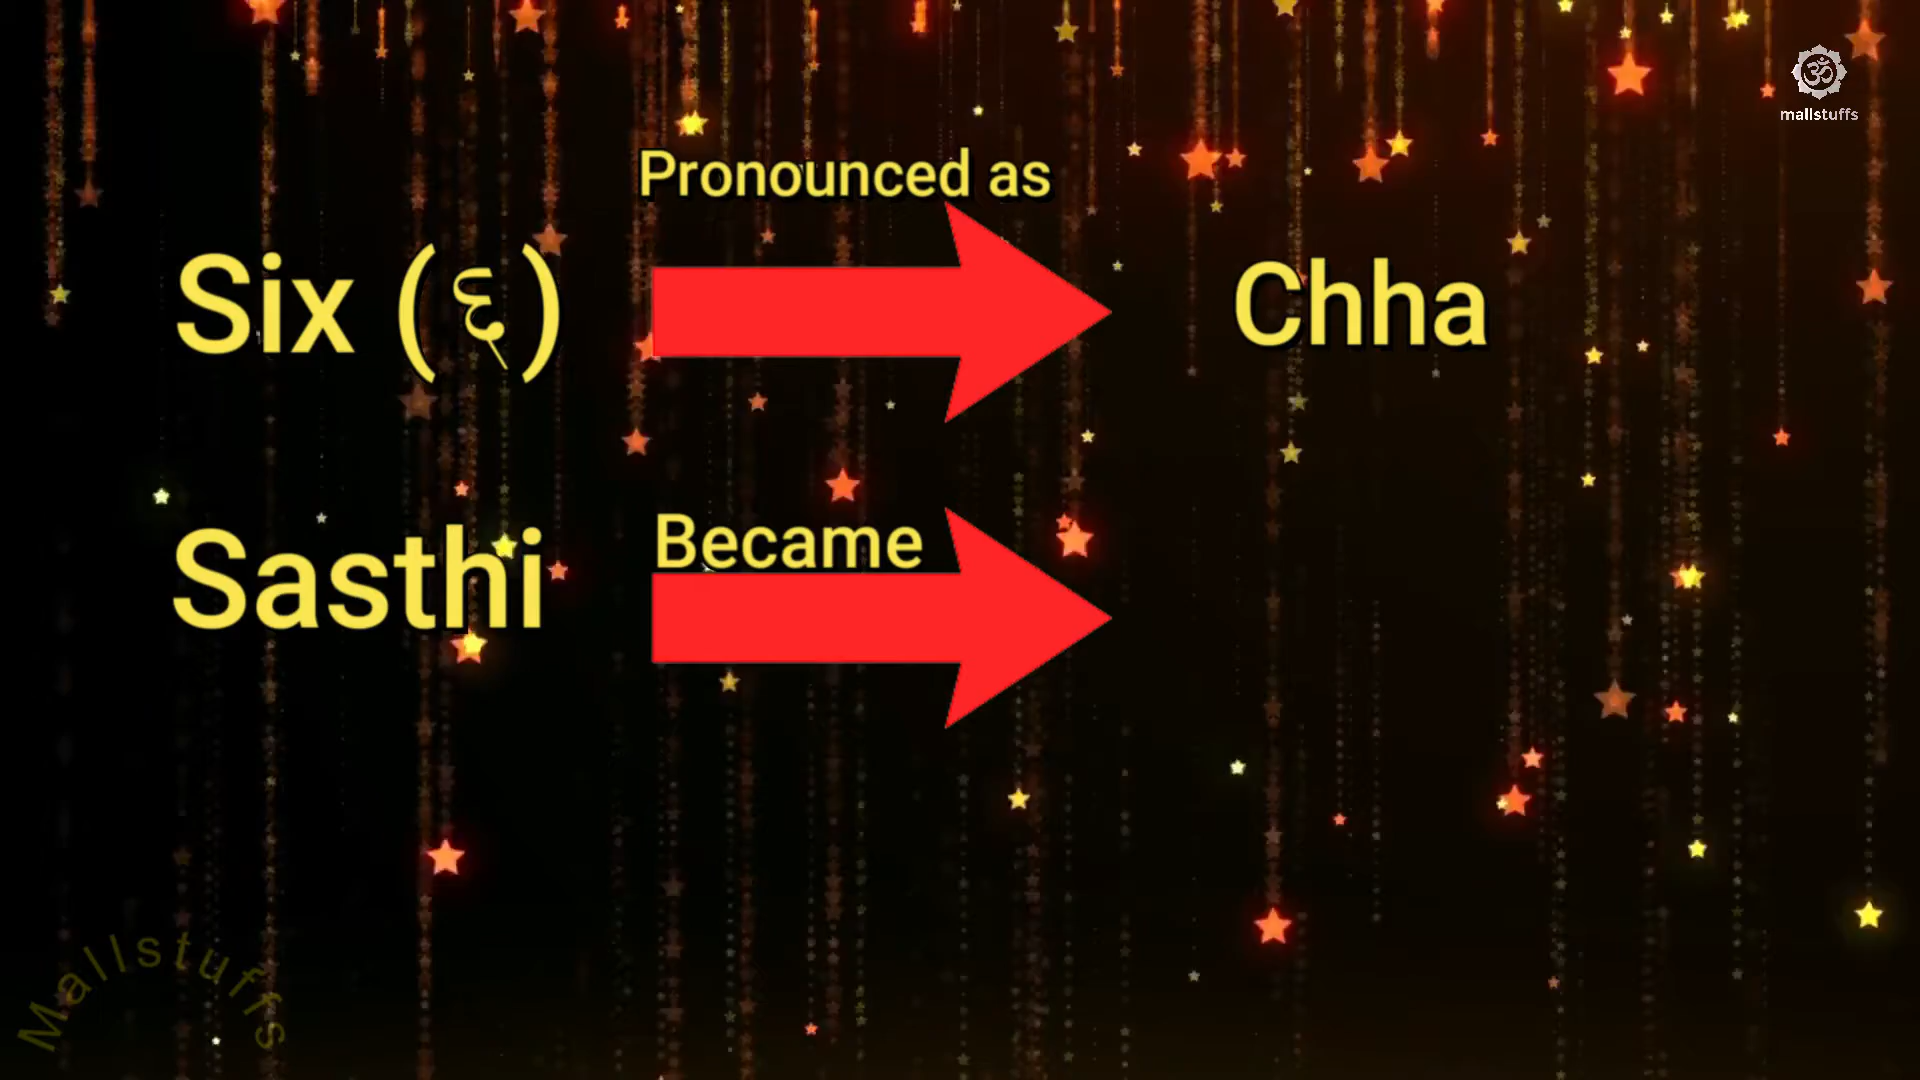 mallstuffs
Pronounced as
Six (६)
Chha
Became
Sasthi
Mallstuffs